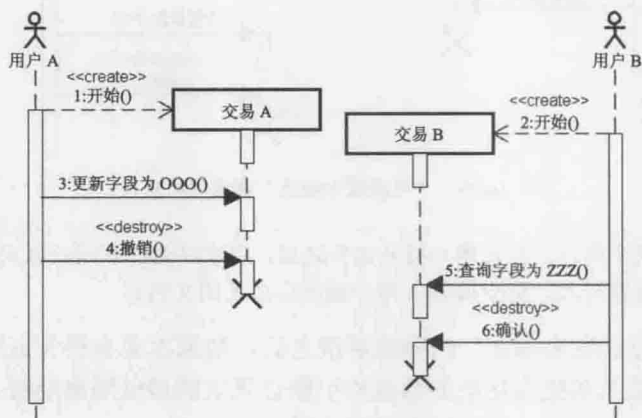 用户 A
用户 B
<<create>>
1:开始()
交易 A
<<create>>
2:开始()
交易 B
3:更新字段为 OOO()
<<destroy>>
4:撤销()
5:查询字段为 ZZZ()
<<destroy>>
6:确认()